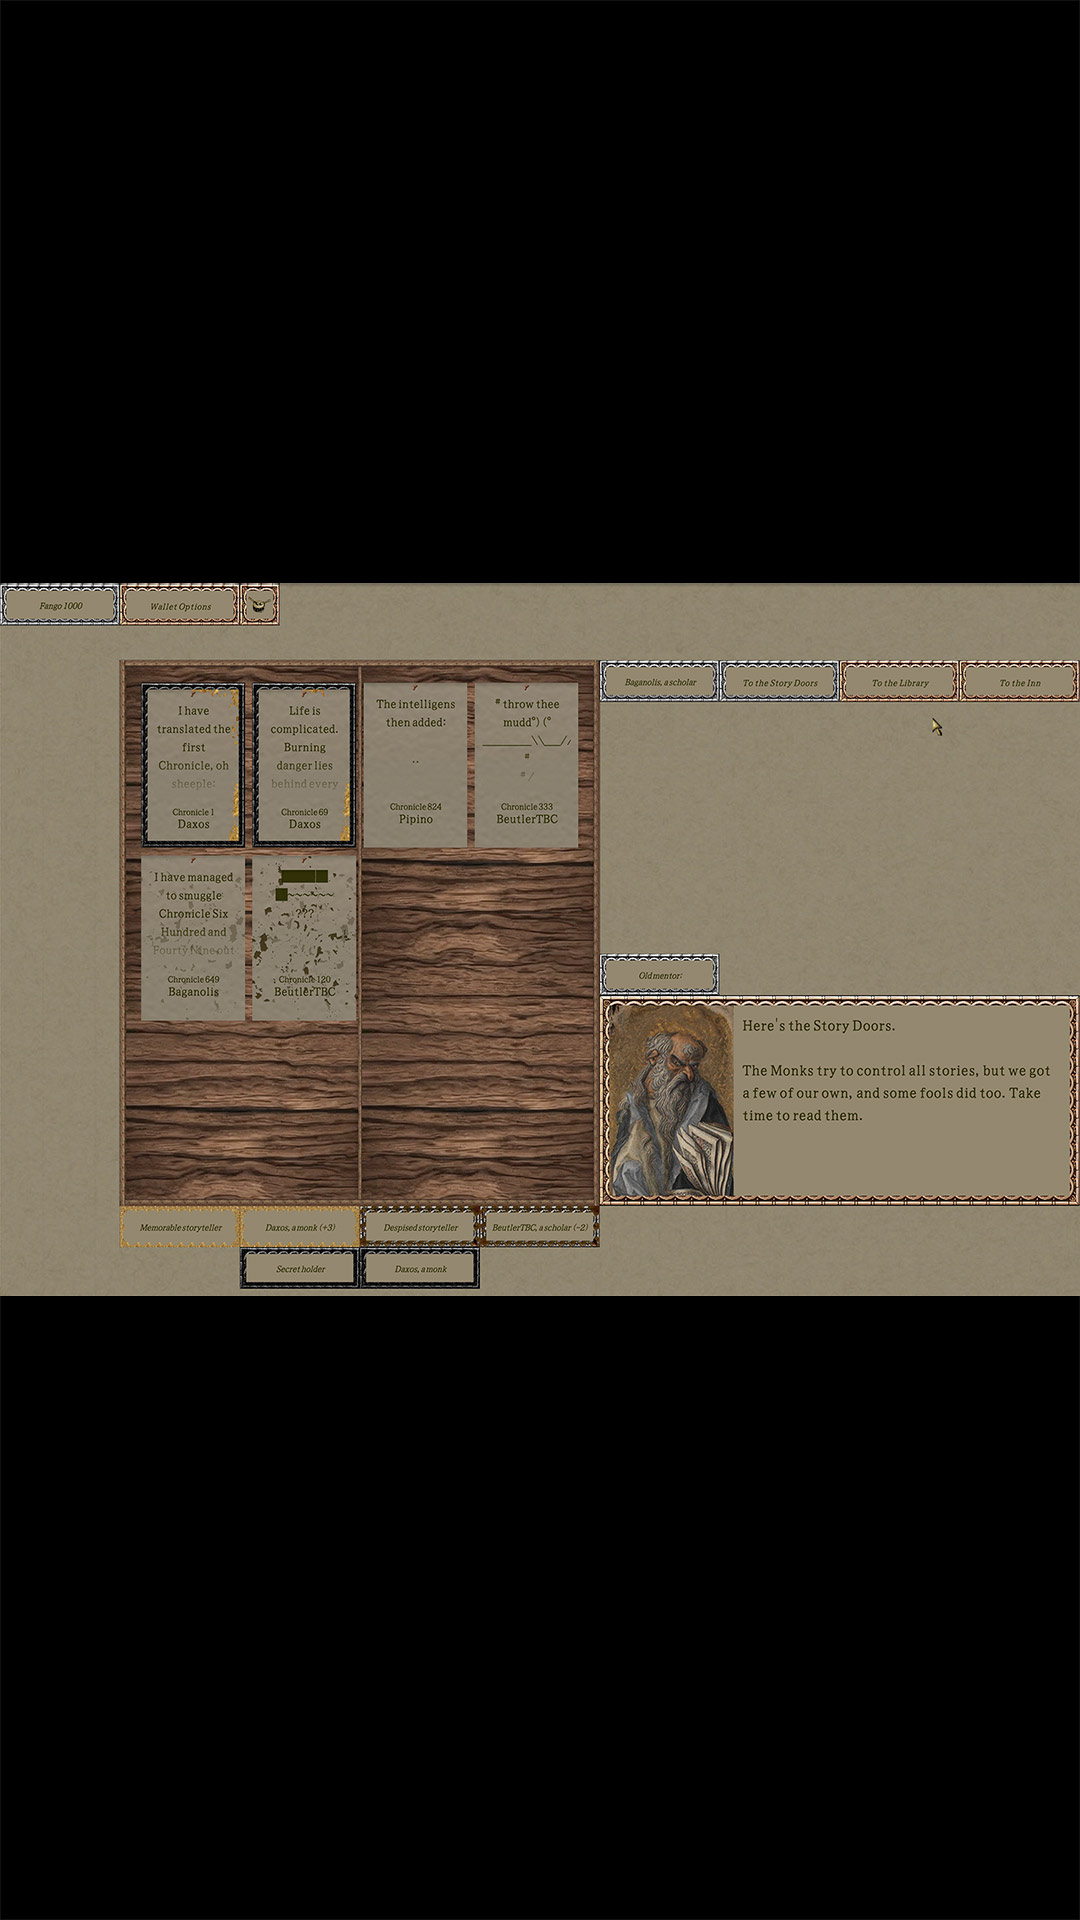 Fango 1000
Wallet Options
Baganolis, a scholar
To the Story Doors
To the Library
To the Inn
I have
translated the
first
Chronicle, oh
sheeple:
Chronicle 1
Daxos
Life is
complicated.
Burning
danger lies
behind every
Chronicle 69
Daxos
The intelligens
then added:
..
Chronicle 824
Pipino
# throw thee
mudd°) (°
_________\\___//
#
# /
Chronicle 333
BeutlerTBC
I have managed
to smuggle
Chronicle Six
Hundred and
Fourty Nine out
Chronicle 649
Baganolis
???
Chronicle 120
BeutlerTBC
Old mentor:
Here's the Story Doors.
The Monks try to control all stories, but we got
a few of our own, and some fools did too. Take
time to read them.
Memorable storyteller
Daxos, a monk (+3)
Despised storyteller
BeutlerTBC, a scholar (-2)
Secret holder
Daxos, a monk